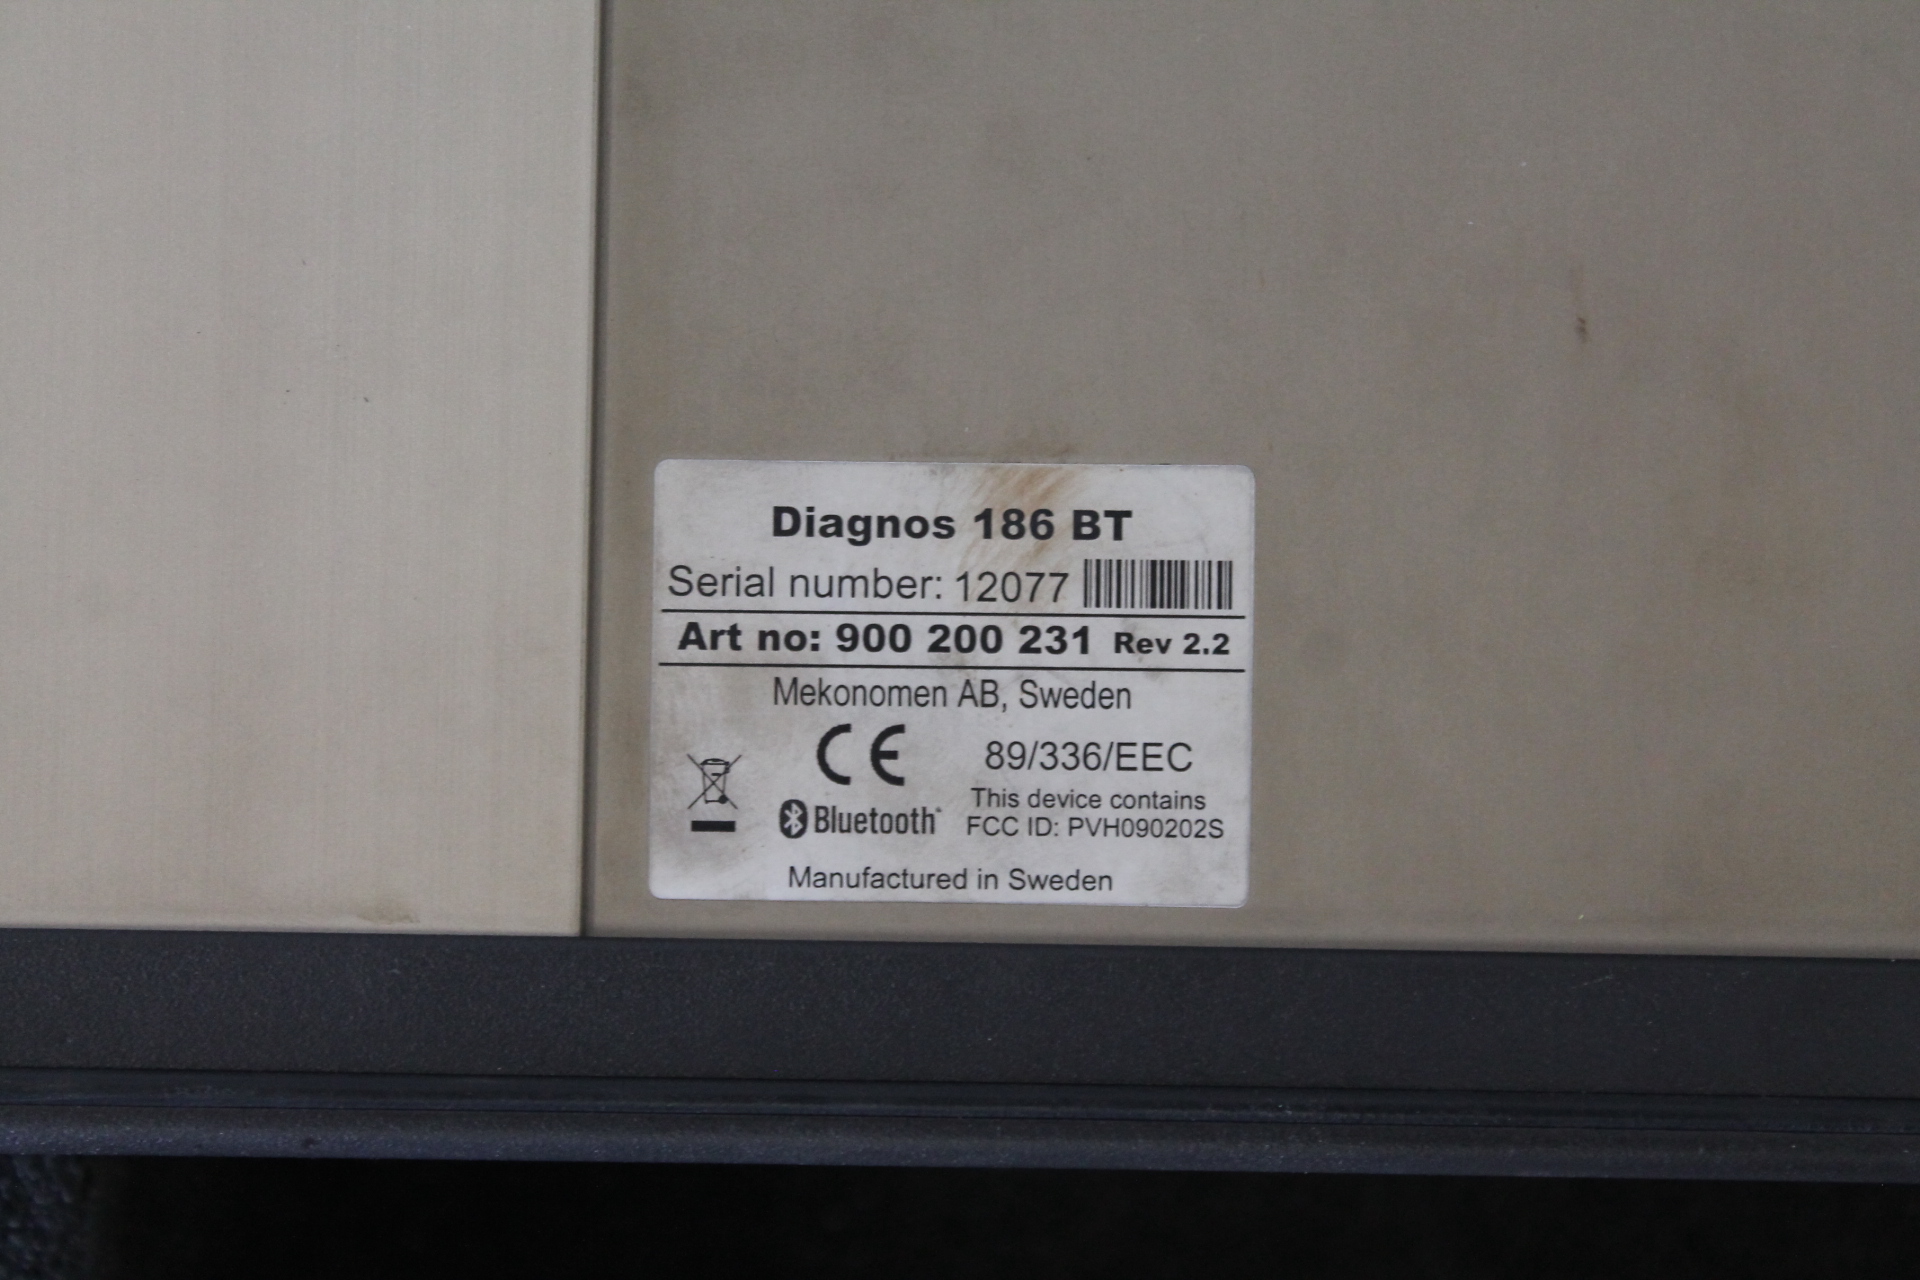 Diagnos 186 BT
Serial number: 12077
Art no: 900 200 231 Rev 2.2
Mekonomen AB, Sweden
CE 89/336/EEC
Bluetooth
This device contains
FCC ID: PVH090202S
Manufactured in Sweden